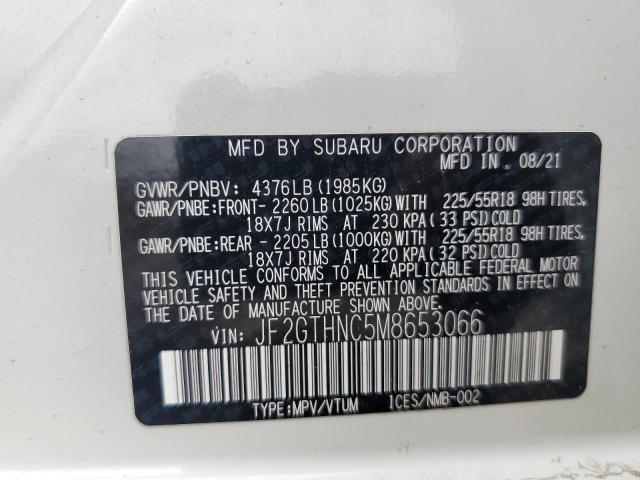 MFD BY SUBARU CORPORATION
MFD IN 08/21
GVWR/PNBV: 4376LB(1985KG)
GAWR/PNBE:FRONT- 2260LB(1025KG)WITH 225/55R18 98H TIRES,
18X7J RIMS AT 230 KPA(33 PSI)COLD
GAWR/PNBE:REAR - 2205LB(1000KG)WITH 225/55R18 98H TIRES,
18X7J RIMS AT 220 KPA(32 PSI)COLD
THIS VEHICLE CONFORMS TO ALL APPLICABLE FEDERAL MOTOR
VEHICLE SAFETY AND THEFT PREVENTION STANDARDS IN EFFECT ON
THE DATE OF MANUFACTURE SHOWN ABOVE.
VIN: JF2GTHNC5M8653066
TYPE:MPV/VTUM ICES/NMB-002